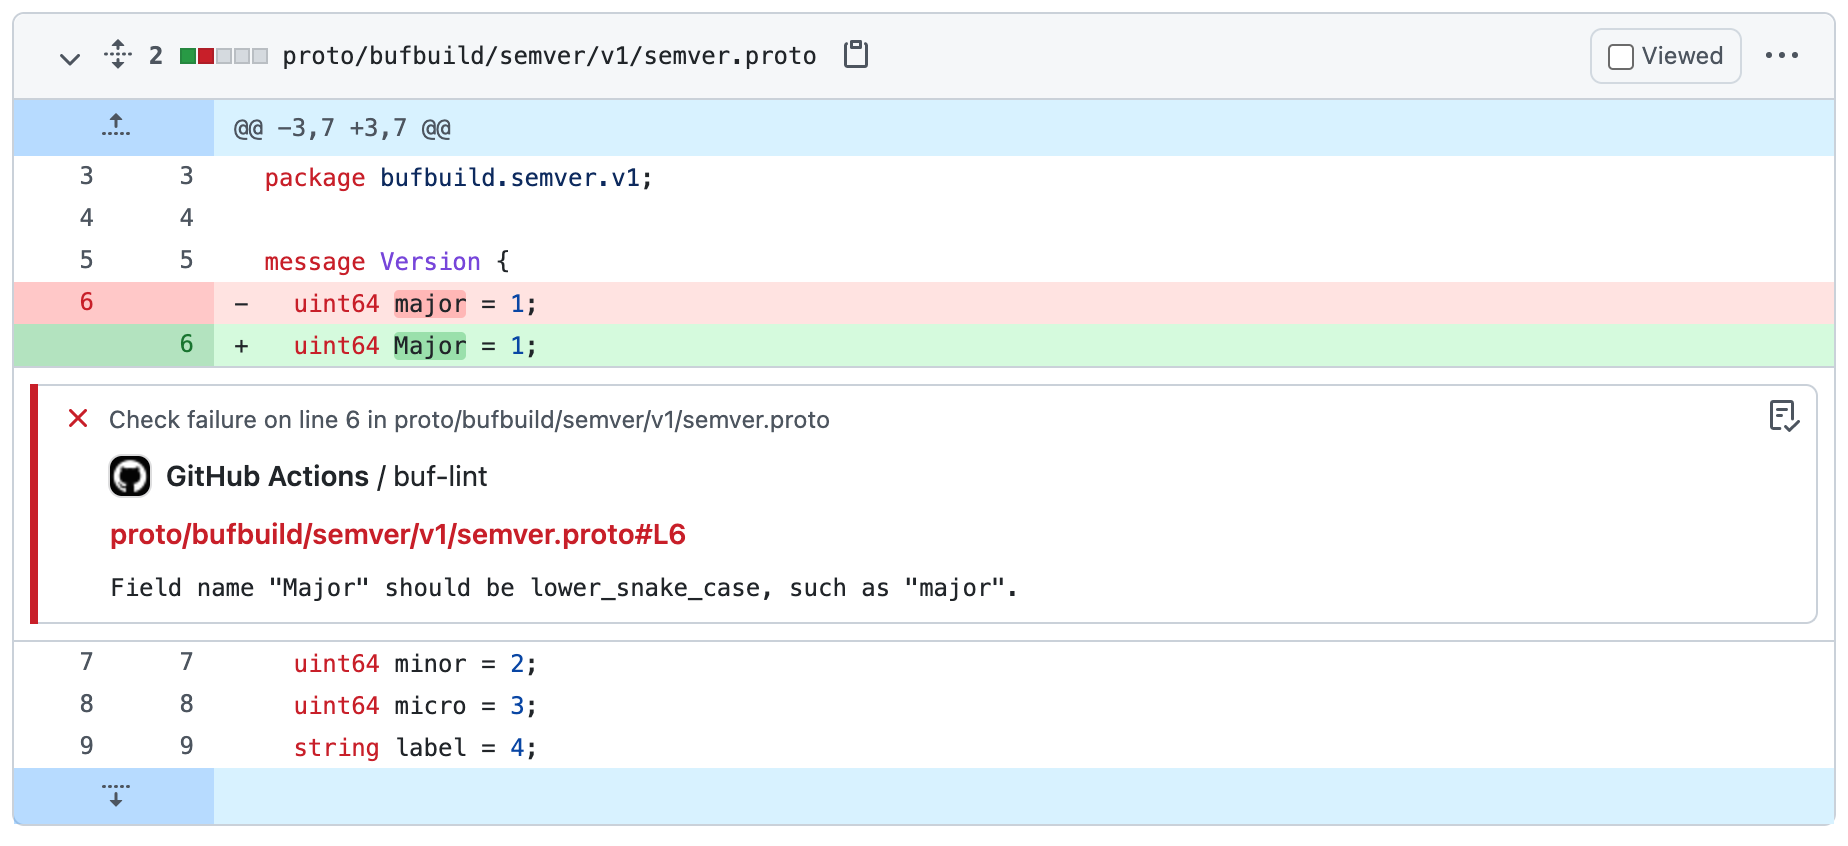 2 proto/bufbuild/semver/v1/semver.proto Viewed
@@ -3,7 +3,7 @@
3 3 package bufbuild.semver.v1;
4 4
5 5 message Version {
6 - uint64 major = 1;
6 + uint64 Major = 1;
Check failure on line 6 in proto/bufbuild/semver/v1/semver.proto
GitHub Actions / buf-lint
proto/bufbuild/semver/v1/semver.proto#L6
Field name "Major" should be lower_snake_case, such as "major".
7 7 uint64 minor = 2;
8 8 uint64 micro = 3;
9 9 string label = 4;